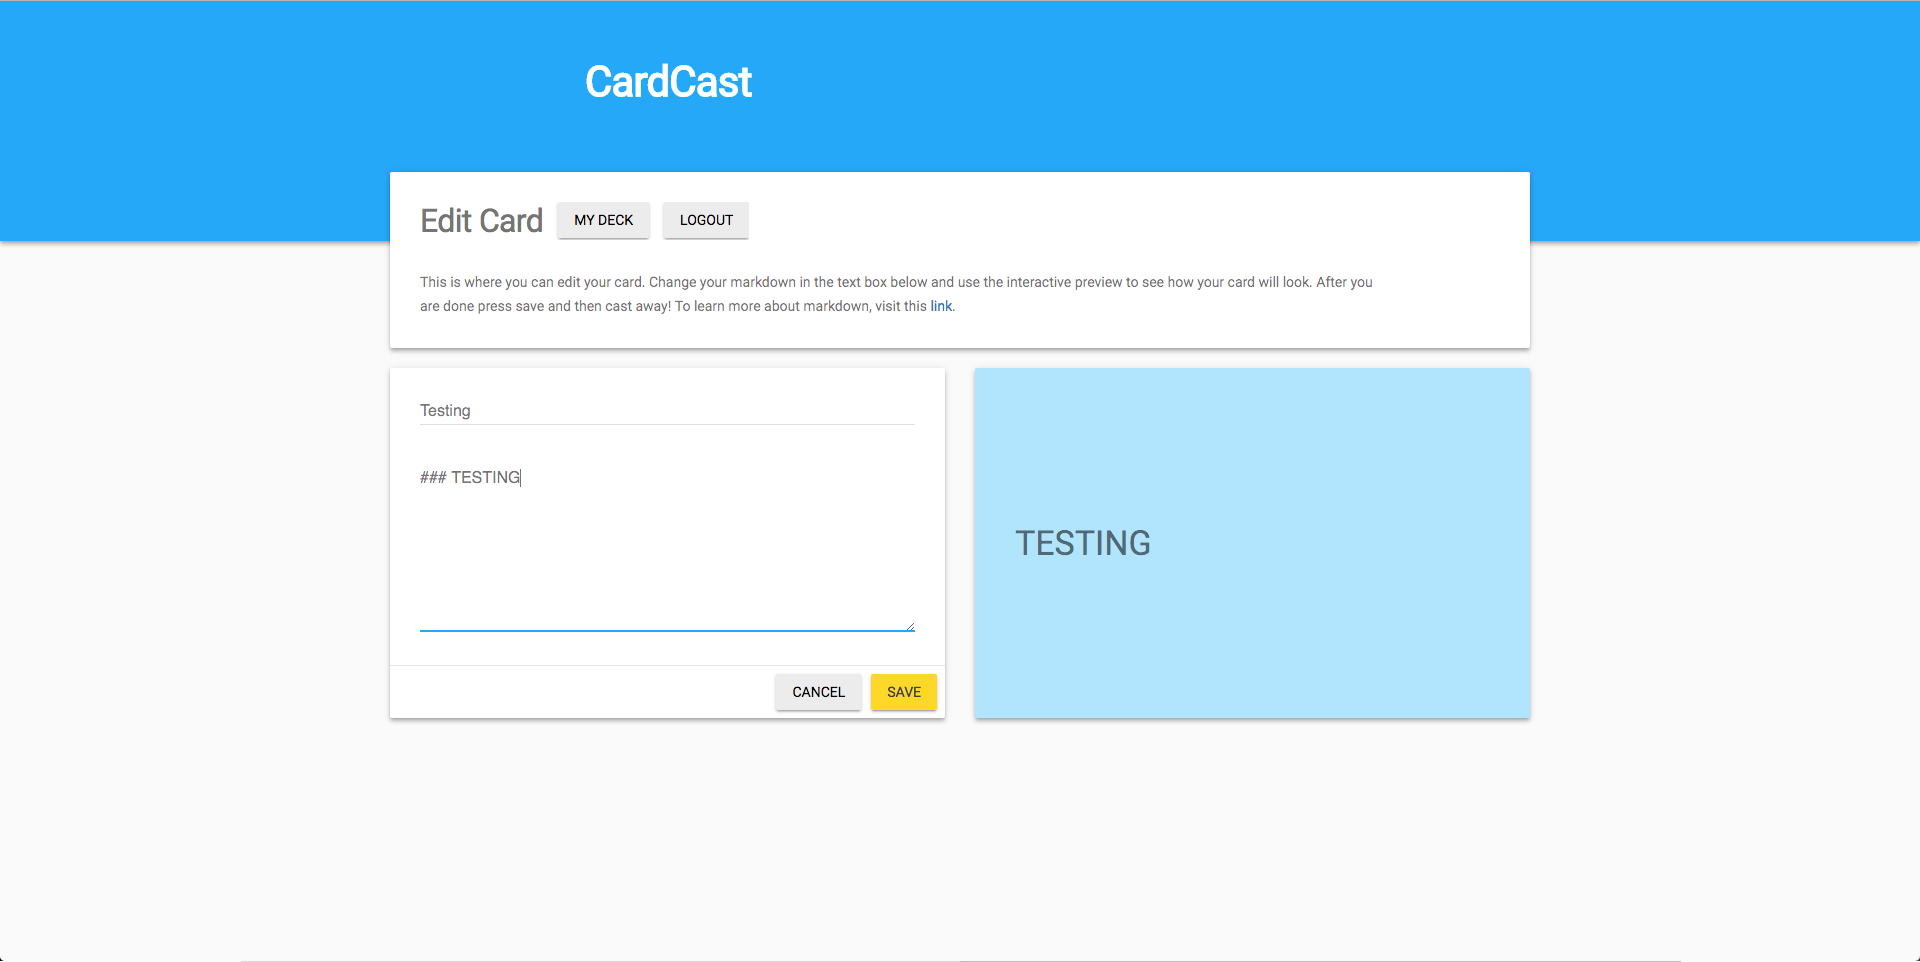 CardCast
Edit Card MY DECK LOGOUT
This is where you can edit your card. Change your markdown in the text box below and use the interactive preview to see how your card will look. After you
are done press save and then cast away! To learn more about markdown, visit this link.
Testing
### TESTING
TESTING
CANCEL SAVE